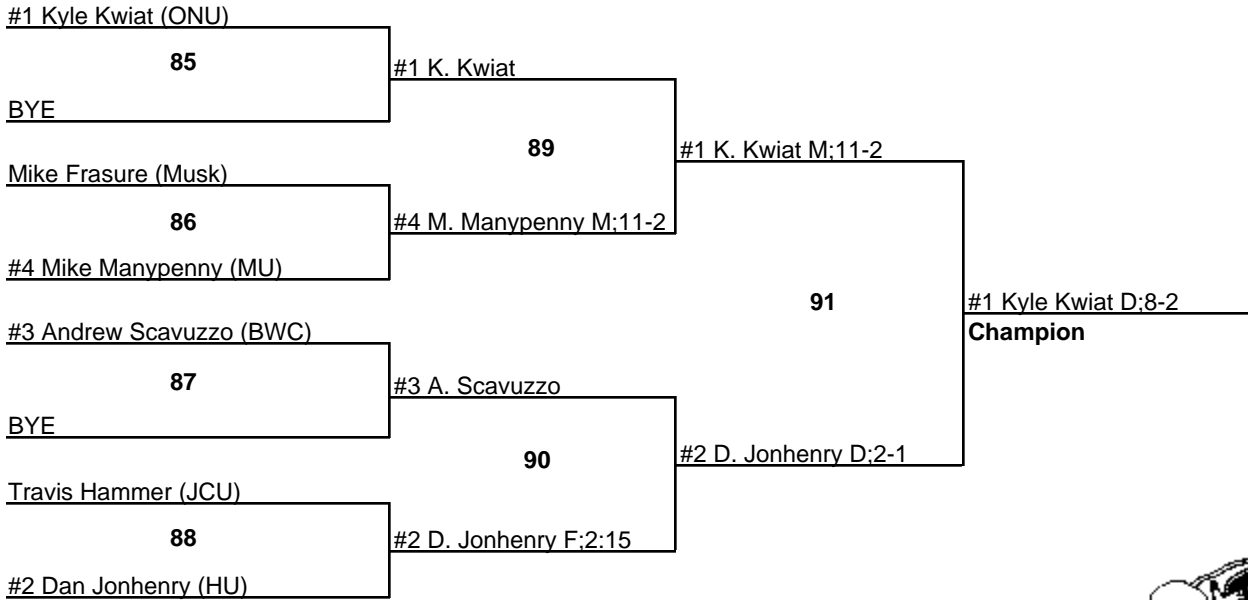 #1 Kyle Kwiat (ONU)
85
#1 K. Kwiat
BYE
89
#1 K. Kwiat M;11-2
Mike Frasure (Musk)
86
#4 M. Manypenny M;11-2
#4 Mike Manypenny (MU)
91
#1 Kyle Kwiat D;8-2
Champion
#3 Andrew Scavuzzo (BWC)
87
#3 A. Scavuzzo
BYE
90
#2 D. Jonhenry D;2-1
Travis Hammer (JCU)
88
#2 D. Jonhenry F;2:15
#2 Dan Jonhenry (HU)